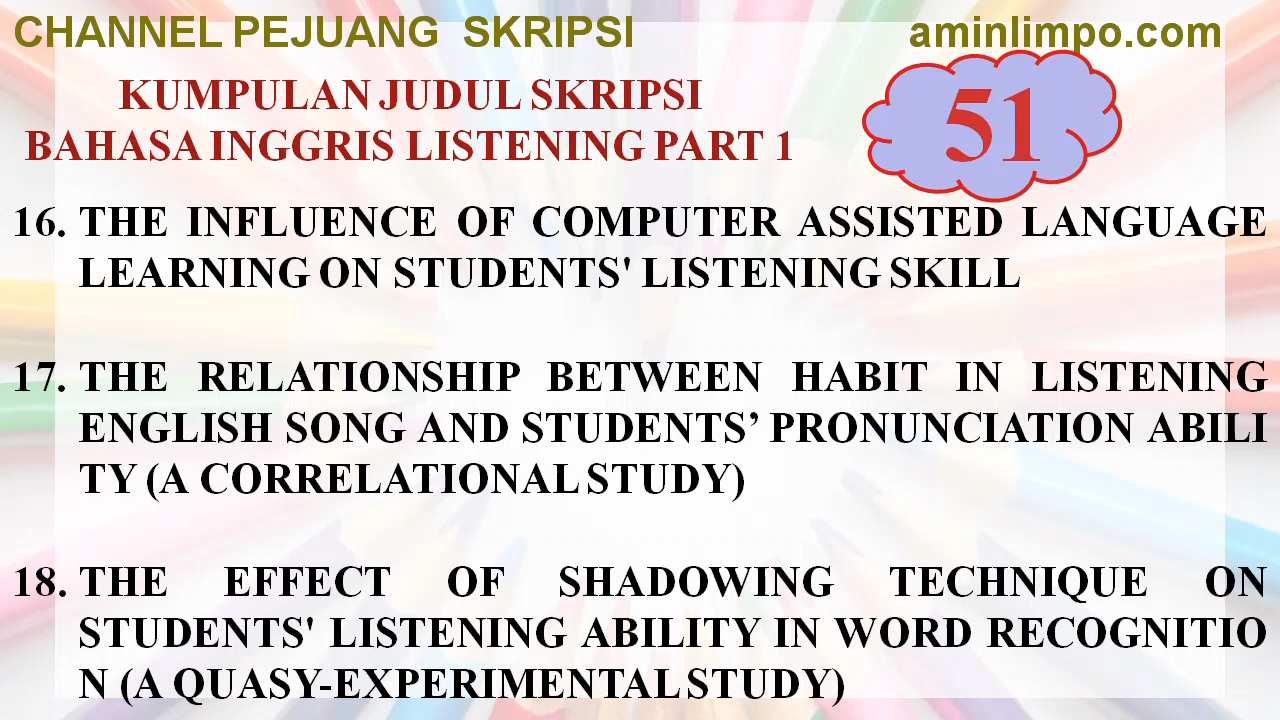 CHANNEL PEJUANG SKRIPSI
aminlimpo.com
KUMPULAN JUDUL SKRIPSI
BAHASA INGGRIS LISTENING PART 1
51
16. THE INFLUENCE OF COMPUTER ASSISTED LANGUAGE
LEARNING ON STUDENTS' LISTENING SKILL
17. THE RELATIONSHIP BETWEEN HABIT IN LISTENING
ENGLISH SONG AND STUDENTS’ PRONUNCIATION ABILI
TY (A CORRELATIONAL STUDY)
18. THE EFFECT OF SHADOWING TECHNIQUE ON
STUDENTS' LISTENING ABILITY IN WORD RECOGNITIO
N (A QUASY-EXPERIMENTAL STUDY)